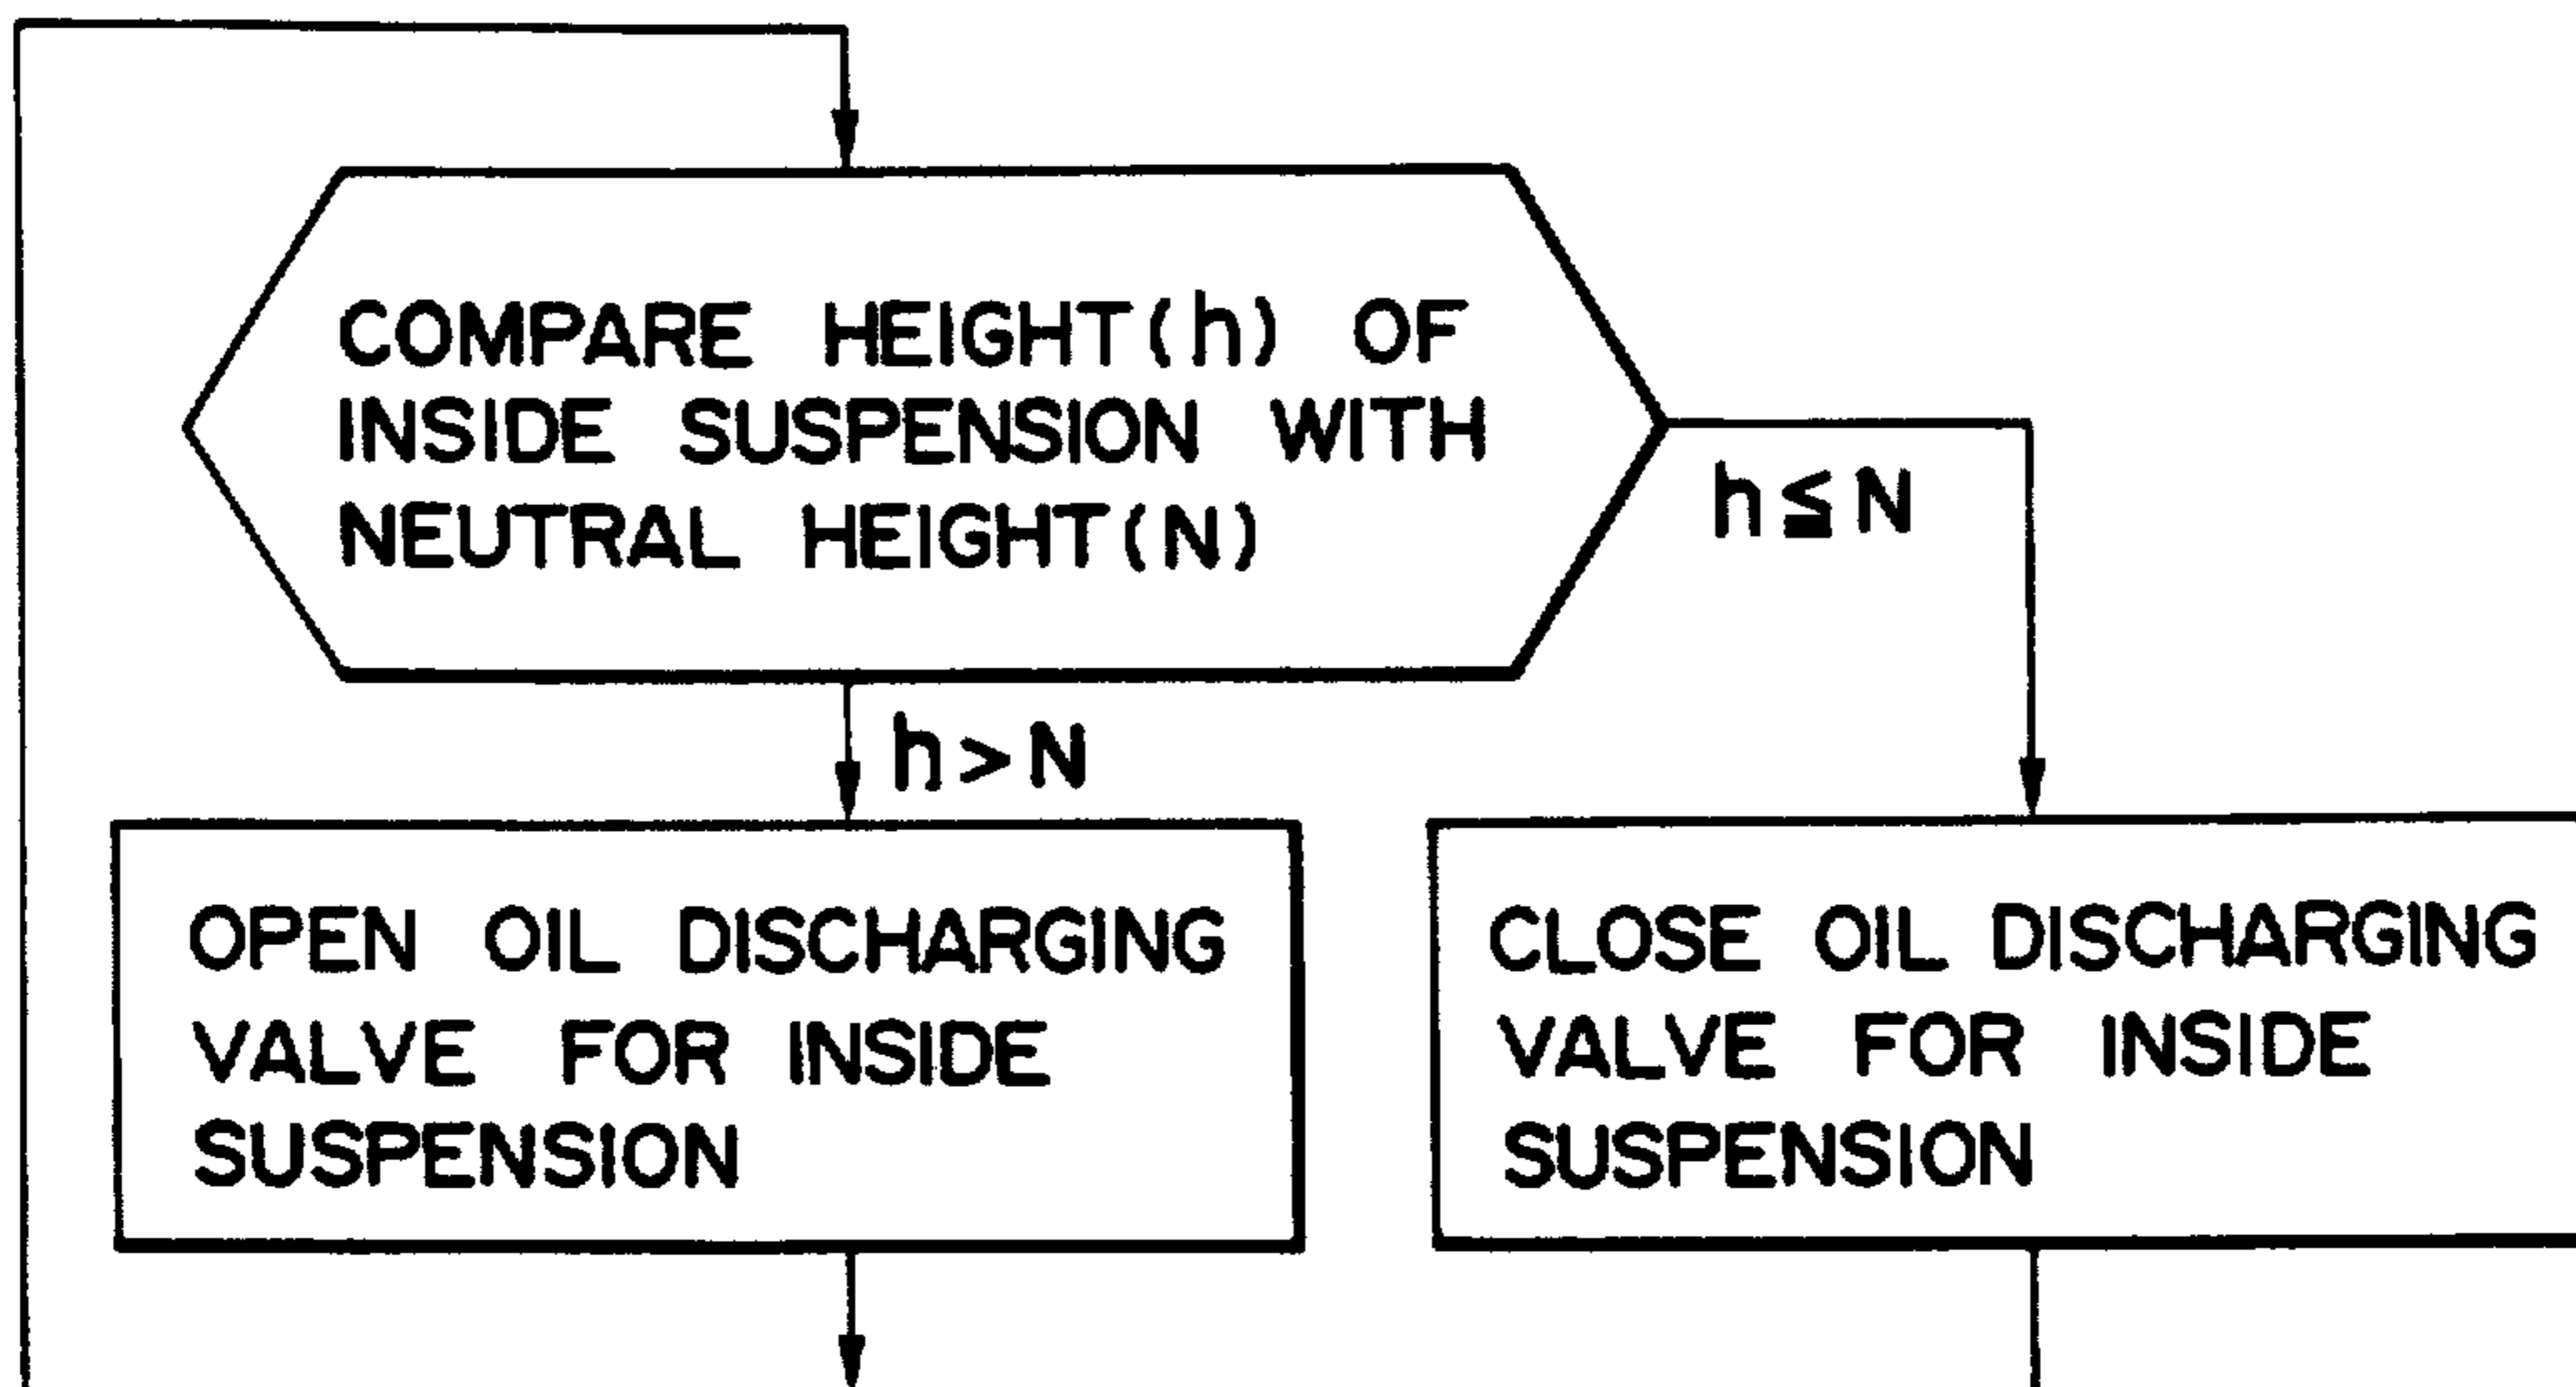 COMPARE HEIGHT(h) OF
INSIDE SUSPENSION WITH
NEUTRAL HEIGHT(N)
h≦N
h>N
OPEN OIL DISCHARGING
VALVE FOR INSIDE
SUSPENSION
CLOSE OIL DISCHARGING
VALVE FOR INSIDE
SUSPENSION